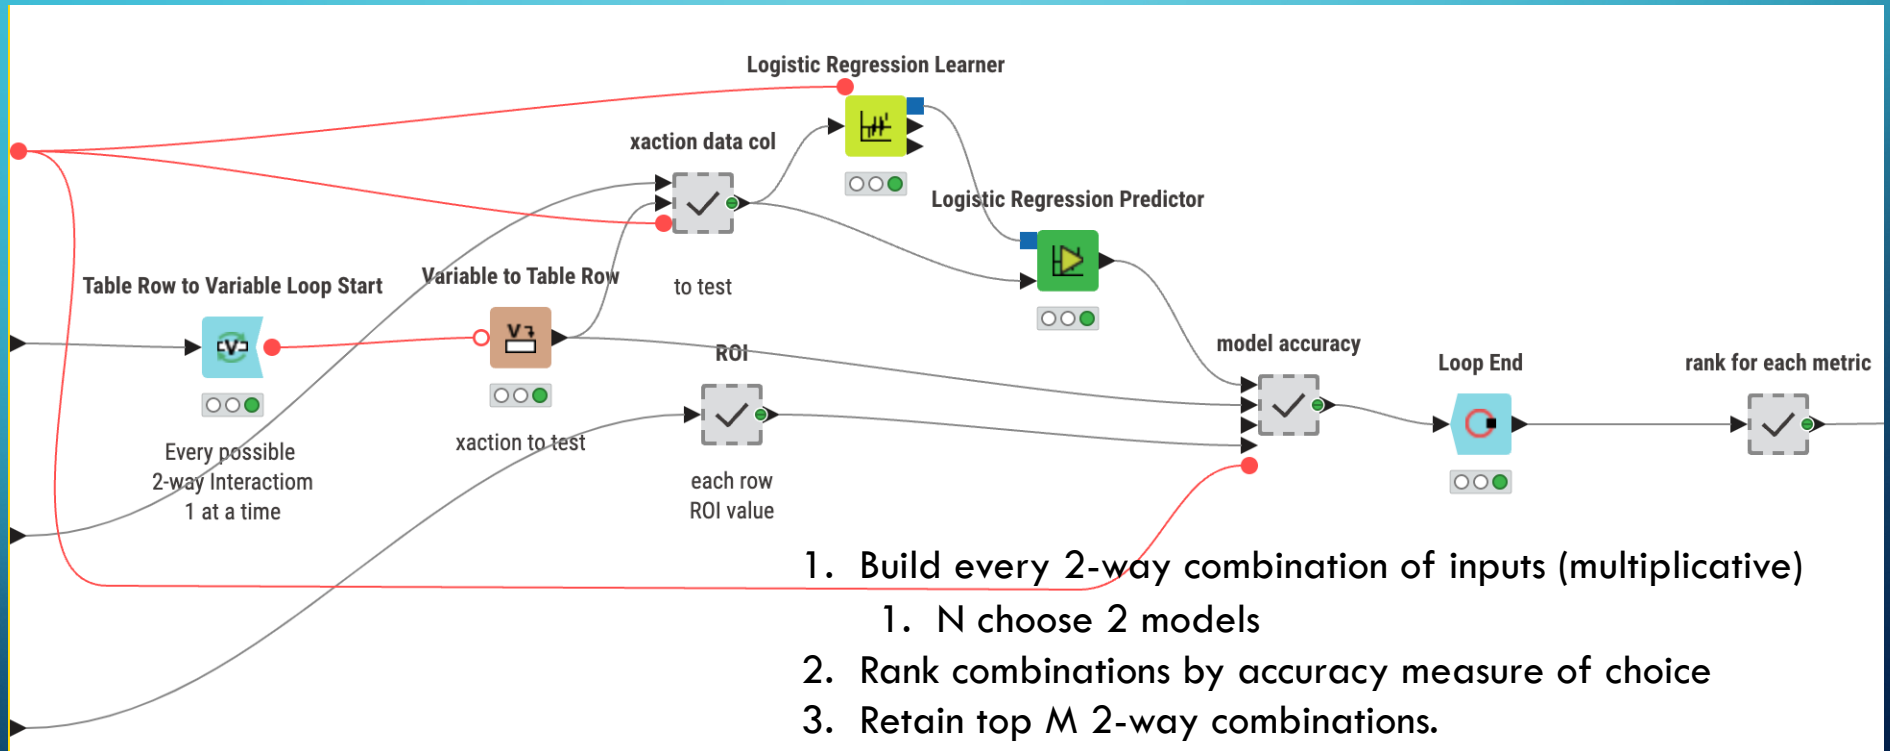 Logistic Regression Learner
xaction data col
Logistic Regression Predictor
Table Row to Variable Loop Start
Variable to Table Row
to test
V
V
ROI
model accuracy
Loop End
rank for each metric
xaction to test
Every possible
2-way Interactiom
1 at a time
each row
ROI value
1. Build every 2-way combination of inputs (multiplicative)
1. N choose 2 models
2. Rank combinations by accuracy measure of choice
3. Retain top M 2-way combinations.